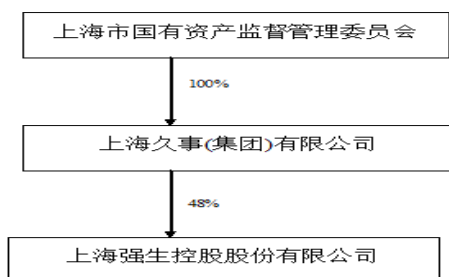 上海市国有资产监督管理委员会
100%
上海久事(集团)有限公司
48%
上海强生控股股份有限公司